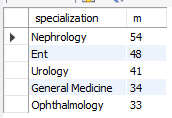 specialization m
Nephrology 54
Ent 48
Urology 41
General Medicine 34
Ophthalmology 33